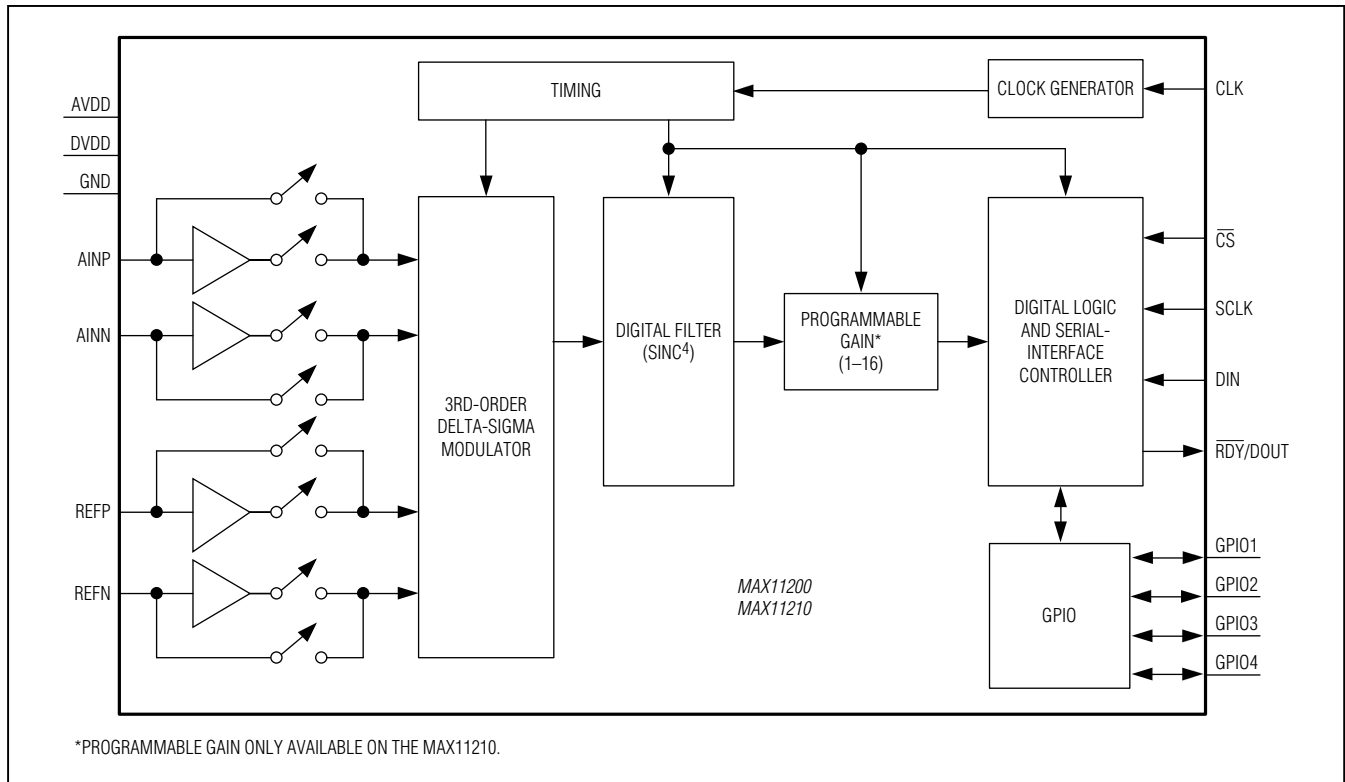 TIMING
CLOCK GENERATOR
CLK
AVDD
DVDD
GND
AINP
AINN
REFP
REFN
3RD-ORDER
DELTA-SIGMA
MODULATOR
DIGITAL FILTER
(SINC⁴)
PROGRAMMABLE
GAIN*
(1–16)
DIGITAL LOGIC
AND SERIAL-
INTERFACE
CONTROLLER
C̅S̅
SCLK
DIN
R̅D̅Y̅/DOUT
GPIO
GPIO1
GPIO2
GPIO3
GPIO4
MAX11200
MAX11210
*PROGRAMMABLE GAIN ONLY AVAILABLE ON THE MAX11210.